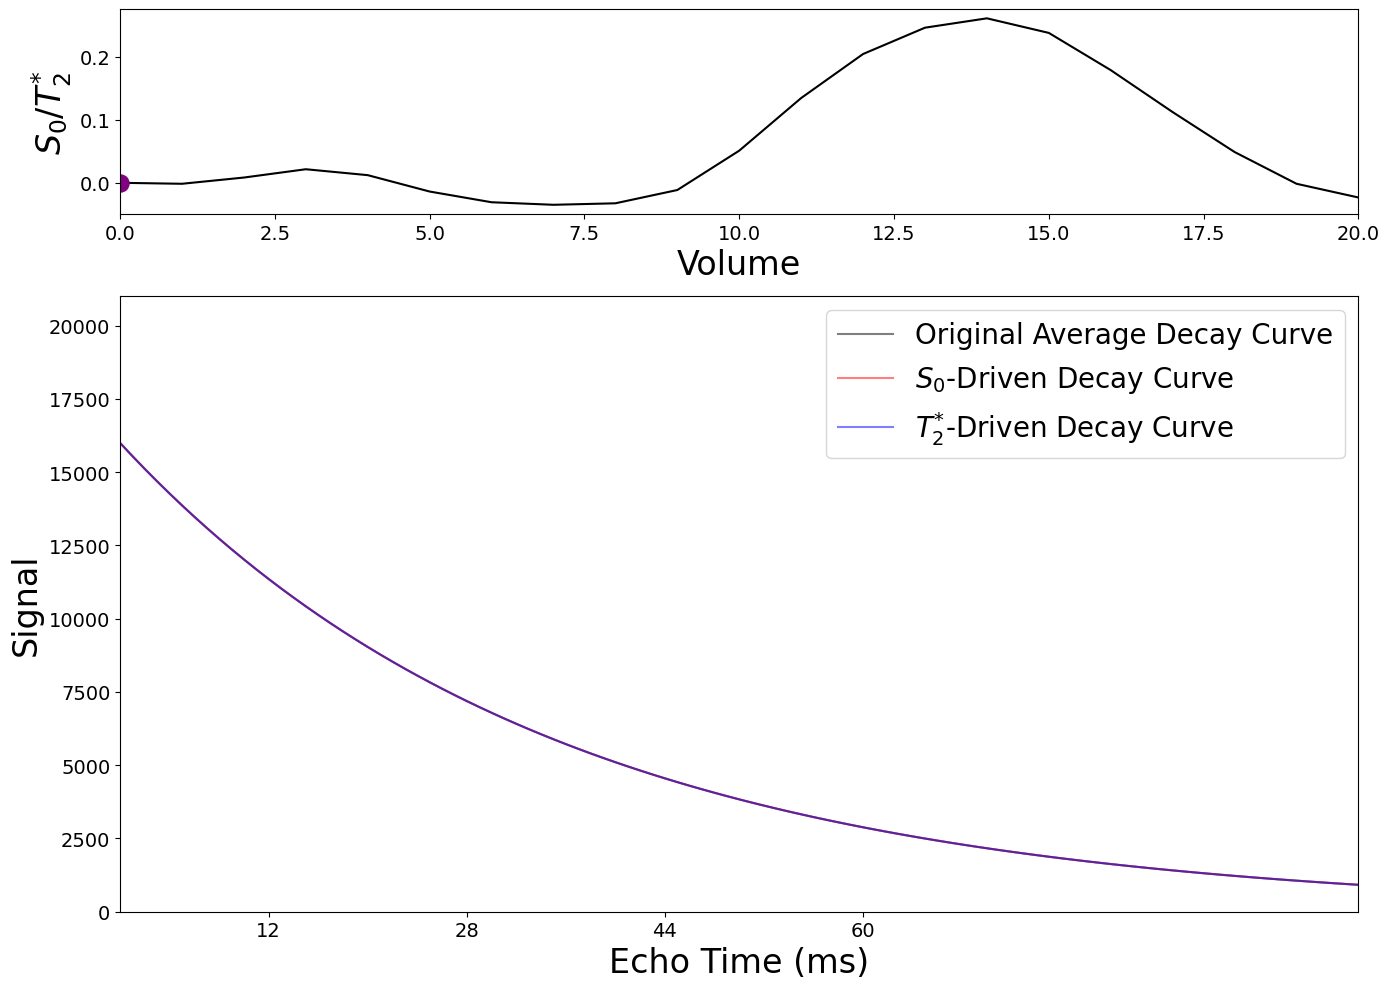 0.2
0.1
0.0
S₀/T₂*
0.0 2.5 5.0 7.5 10.0 12.5 15.0 17.5 20.0
Volume
20000
17500
15000
12500
10000
7500
5000
2500
0
Signal
Original Average Decay Curve
S₀-Driven Decay Curve
T₂*-Driven Decay Curve
12 28 44 60
Echo Time (ms)